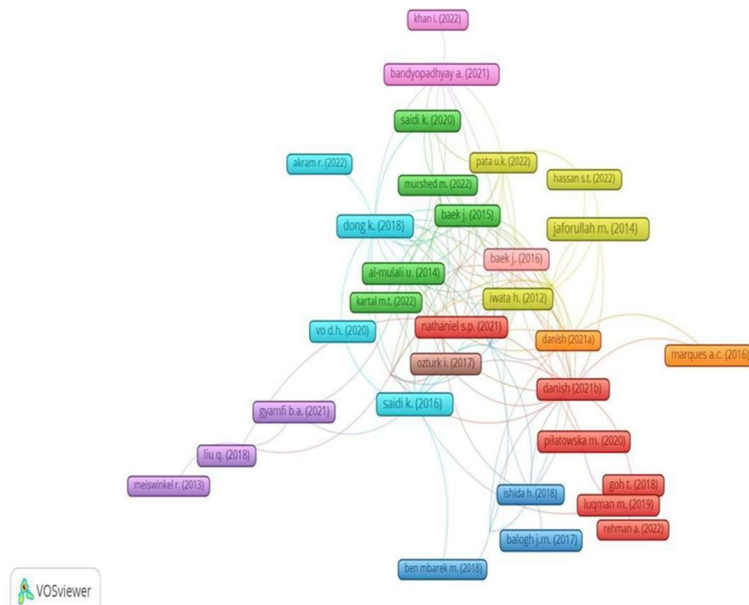 khan i. (2022)
bandyopadhyay a. (2021)
saidi k. (2020)
akram r. (2022)
pata u.k. (2022)
hassan s.t. (2022)
murshed m. (2022)
baek j. (2015)
dong k. (2018)
jaforullah m. (2014)
baek j. (2016)
al-mulali u. (2014)
kartal m.t. (2022)
iwata h. (2012)
vo d.h. (2020)
nathaniel s.p. (2021)
danish (2021a)
marques a.c. (2016)
ozturk i. (2017)
danish (2021b)
saidi k. (2016)
gyamfi b.a. (2021)
piłatowska m. (2020)
liu q. (2018)
meiswinkel r. (2013)
goh t. (2018)
ishida h. (2018)
luqman m. (2019)
rehman a. (2022)
balogh j.m. (2017)
ben mbarek m. (2018)
VOSviewer